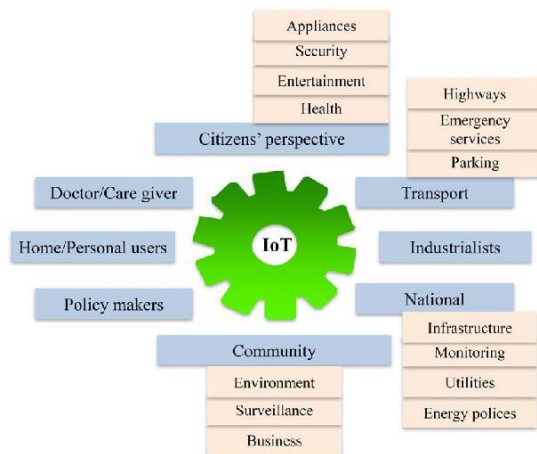 Appliances
Security
Entertainment
Health
Citizens' perspective
Highways
Emergency
services
Parking
Doctor/Care giver
Transport
Home/Personal users
IoT
Industrialists
Policy makers
National
Infrastructure
Monitoring
Utilities
Energy polices
Community
Environment
Surveillance
Business